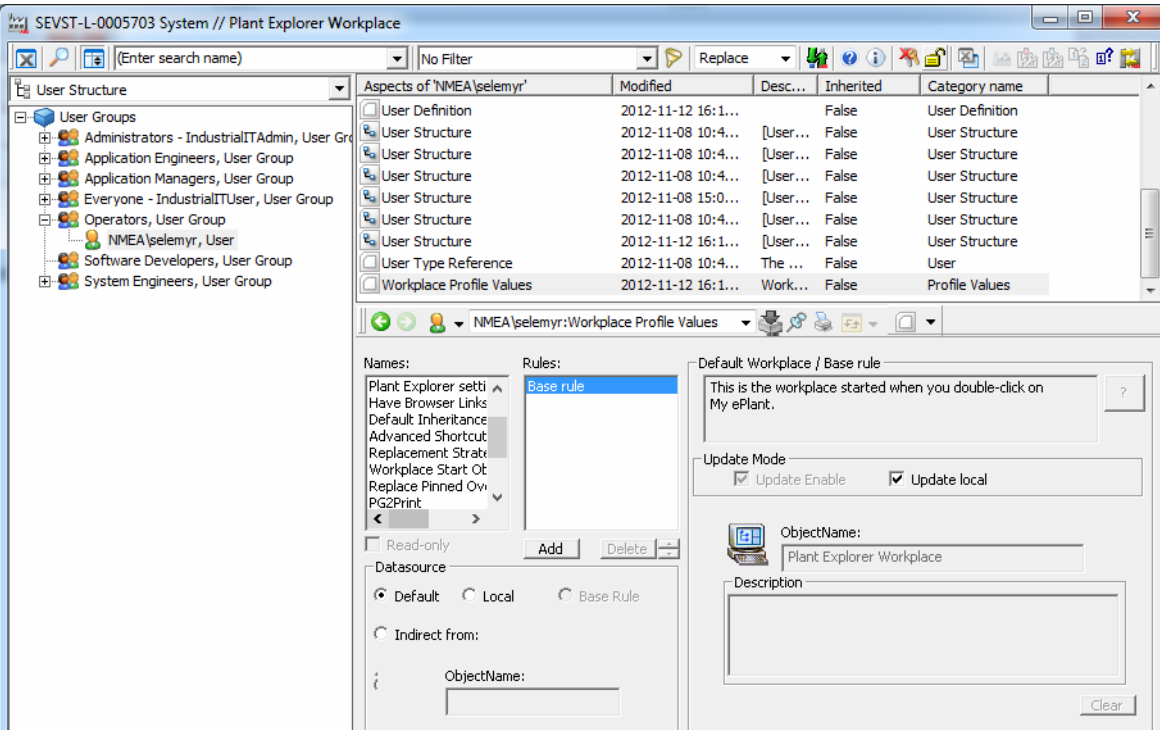 SEVST-L-0005703 System // Plant Explorer Workplace
(Enter search name) No Filter Replace
User Structure
User Groups
Administrators - IndustrialITAdmin, User Gro
Application Engineers, User Group
Application Managers, User Group
Everyone - IndustrialITUser, User Group
Operators, User Group
NMEA\selemyr, User
Software Developers, User Group
System Engineers, User Group
Aspects of 'NMEA\selemyr' Modified Desc... Inherited Category name
User Definition 2012-11-12 16:1... False User Definition
User Structure 2012-11-08 10:4... [User... False User Structure
User Structure 2012-11-08 10:4... [User... False User Structure
User Structure 2012-11-08 10:4... [User... False User Structure
User Structure 2012-11-08 15:0... [User... False User Structure
User Structure 2012-11-08 10:4... [User... False User Structure
User Structure 2012-11-12 16:1... [User... False User Structure
User Type Reference 2012-11-08 10:4... The ... False User
Workplace Profile Values 2012-11-12 16:1... Work... False Profile Values
NMEA\selemyr:Workplace Profile Values
Names:
Plant Explorer setti
Have Browser Links
Default Inheritance
Advanced Shortcut
Replacement Strate
Workplace Start Ob
Replace Pinned Ove
PG2Print
Read-only
Rules:
Base rule
Add Delete
Datasource
Default Local Base Rule
Indirect from:
ObjectName:
Default Workplace / Base rule
This is the workplace started when you double-click on
My ePlant.
?
Update Mode
Update Enable Update local
ObjectName:
Plant Explorer Workplace
Description
Clear